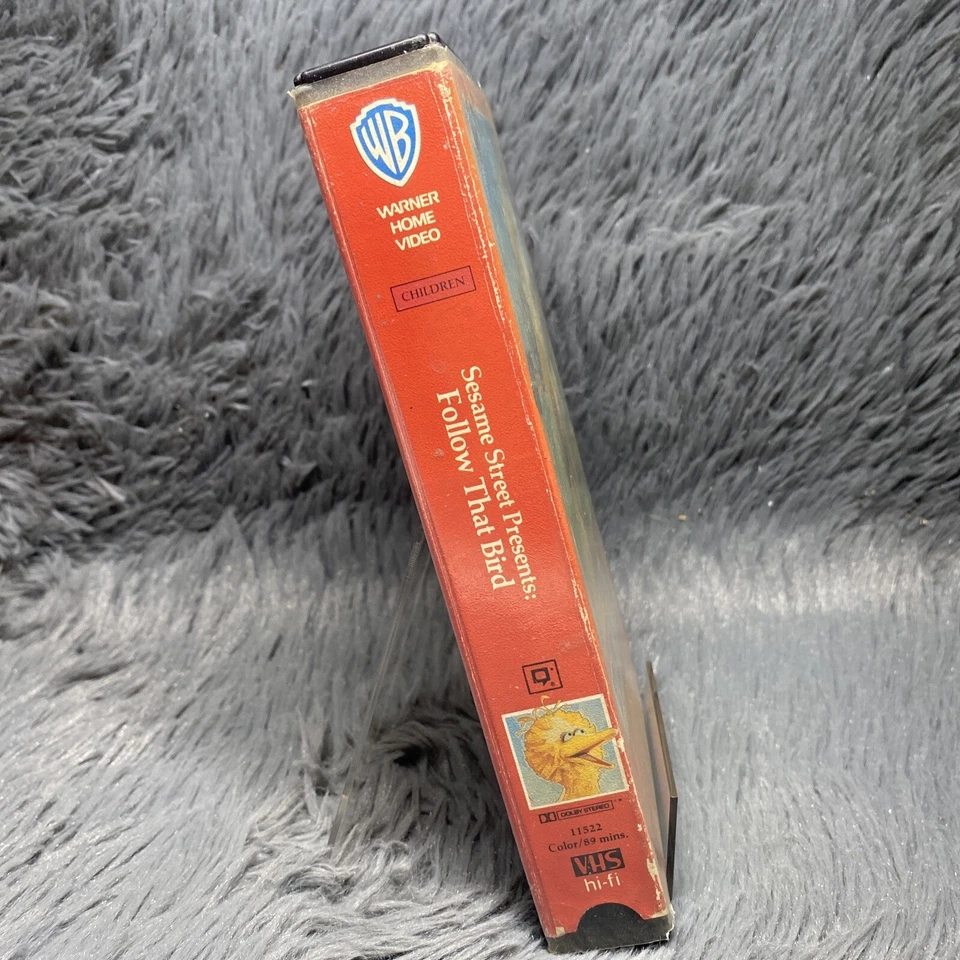 WB
WARNER
HOME
VIDEO
CHILDREN
Sesame Street Presents:
Follow That Bird
®
DOLBY STEREO ™
11522
Color/89 mins.
VHS
hi-fi